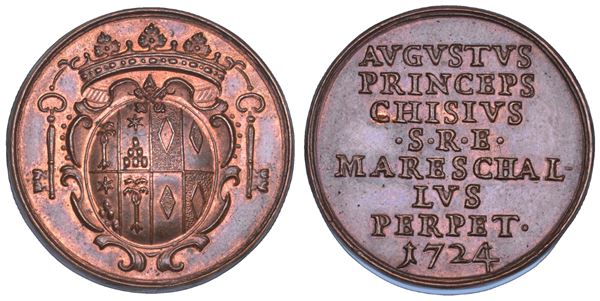 AVGVSTVS
PRINCEPS
CHISIVS
·S·R·E·
MARESCHAL-
LVS
PERPET·
1724